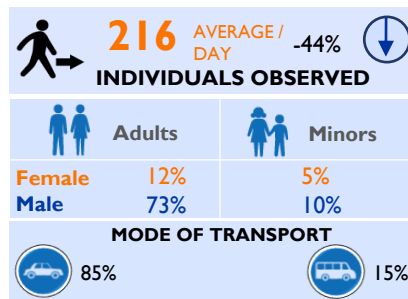 216 AVERAGE / DAY -44%
INDIVIDUALS OBSERVED
Adults Minors
Female 12% 5%
Male 73% 10%
MODE OF TRANSPORT
85% 15%